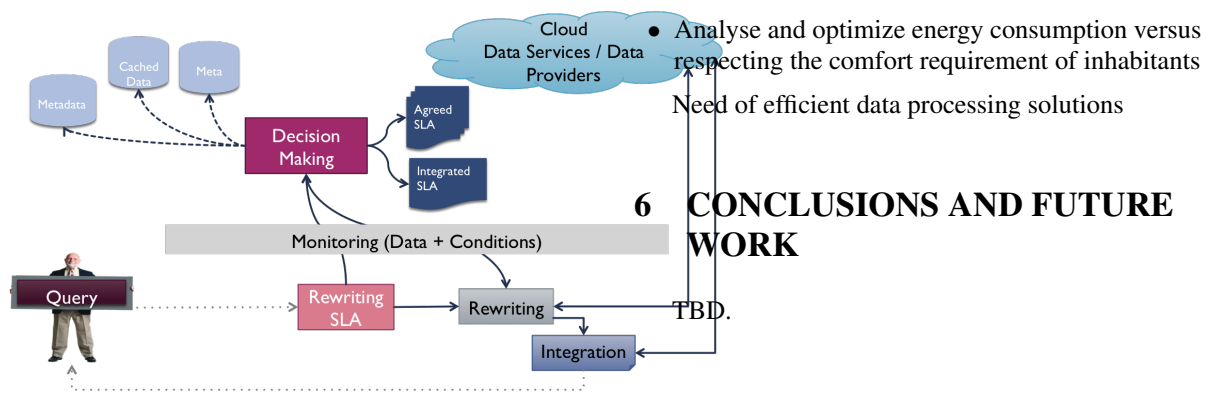 Cloud
Data Services / Data
Providers
Cached
Data
Meta
Metadata
Decision
Making
Agreed
SLA
Integrated
SLA
Monitoring (Data + Conditions)
Query
Rewriting
SLA
Rewriting
Integration
• Analyse and optimize energy consumption versus
respecting the comfort requirement of inhabitants
Need of efficient data processing solutions
6 CONCLUSIONS AND FUTURE
WORK
TBD.